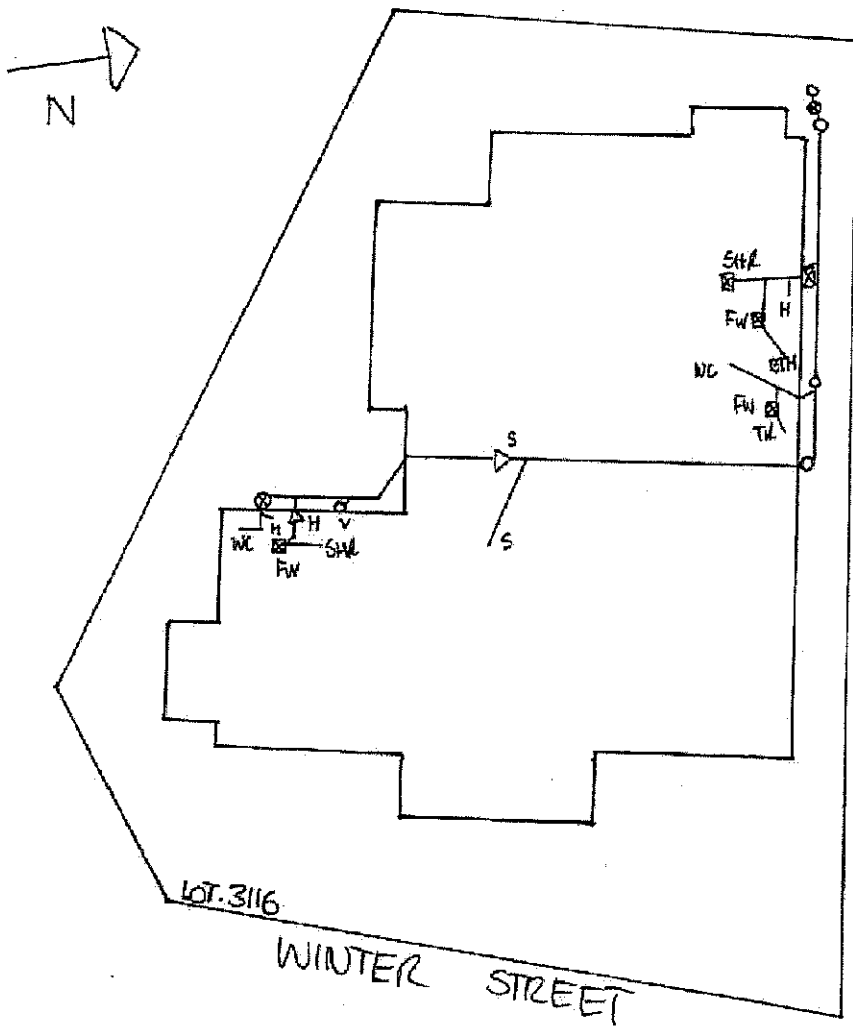 N
SHR
H
FW
BTH
WC
FW
TR
S
S
H
V
H
WC
SHR
FW
LOT. 3116
WINTER STREET